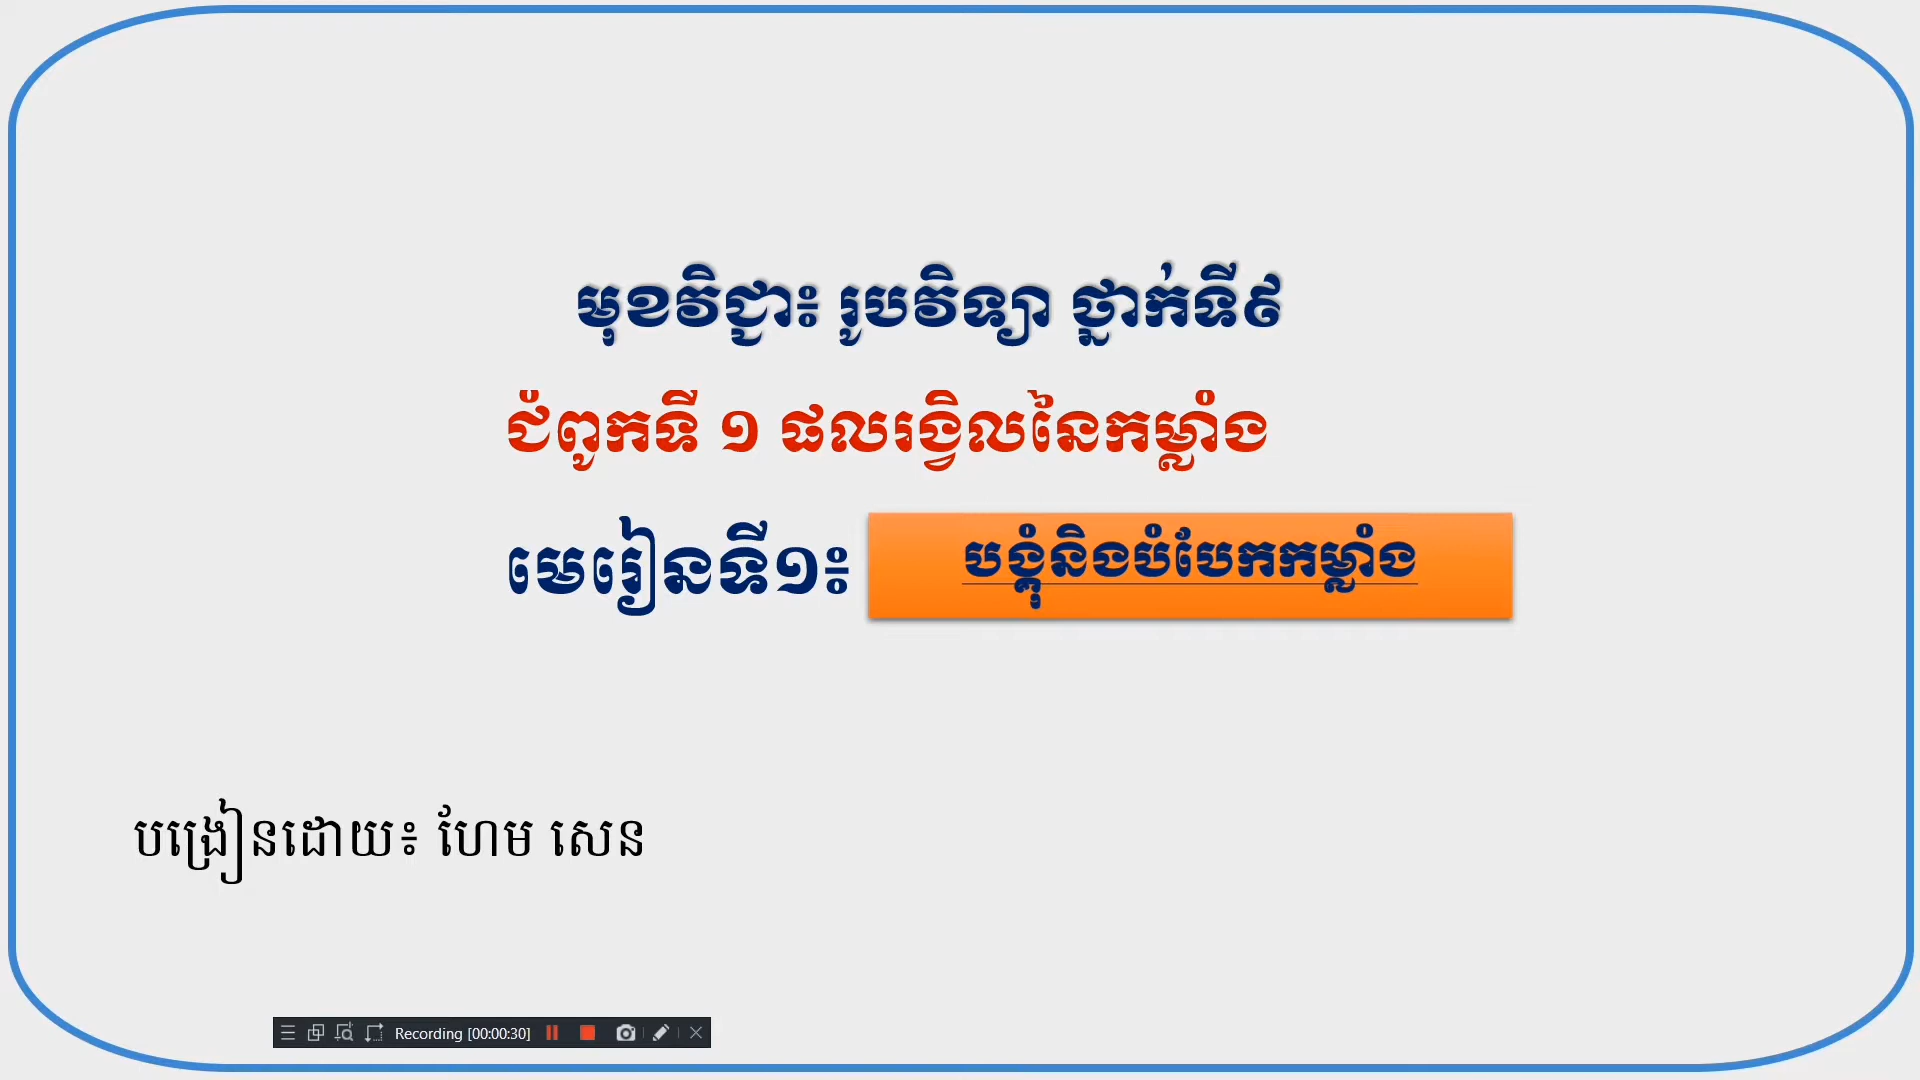 មុខវិជ្ជា៖ រូបវិទ្យា ថ្នាក់ទី៩
ជំពូកទី ១ ផលរង្វិលនៃកម្លាំង
មេរៀនទី១៖ បង្គុំនិងបំបែកកម្លាំង
បង្រៀនដោយ៖ ហែម សេន
Recording [00:00:30]